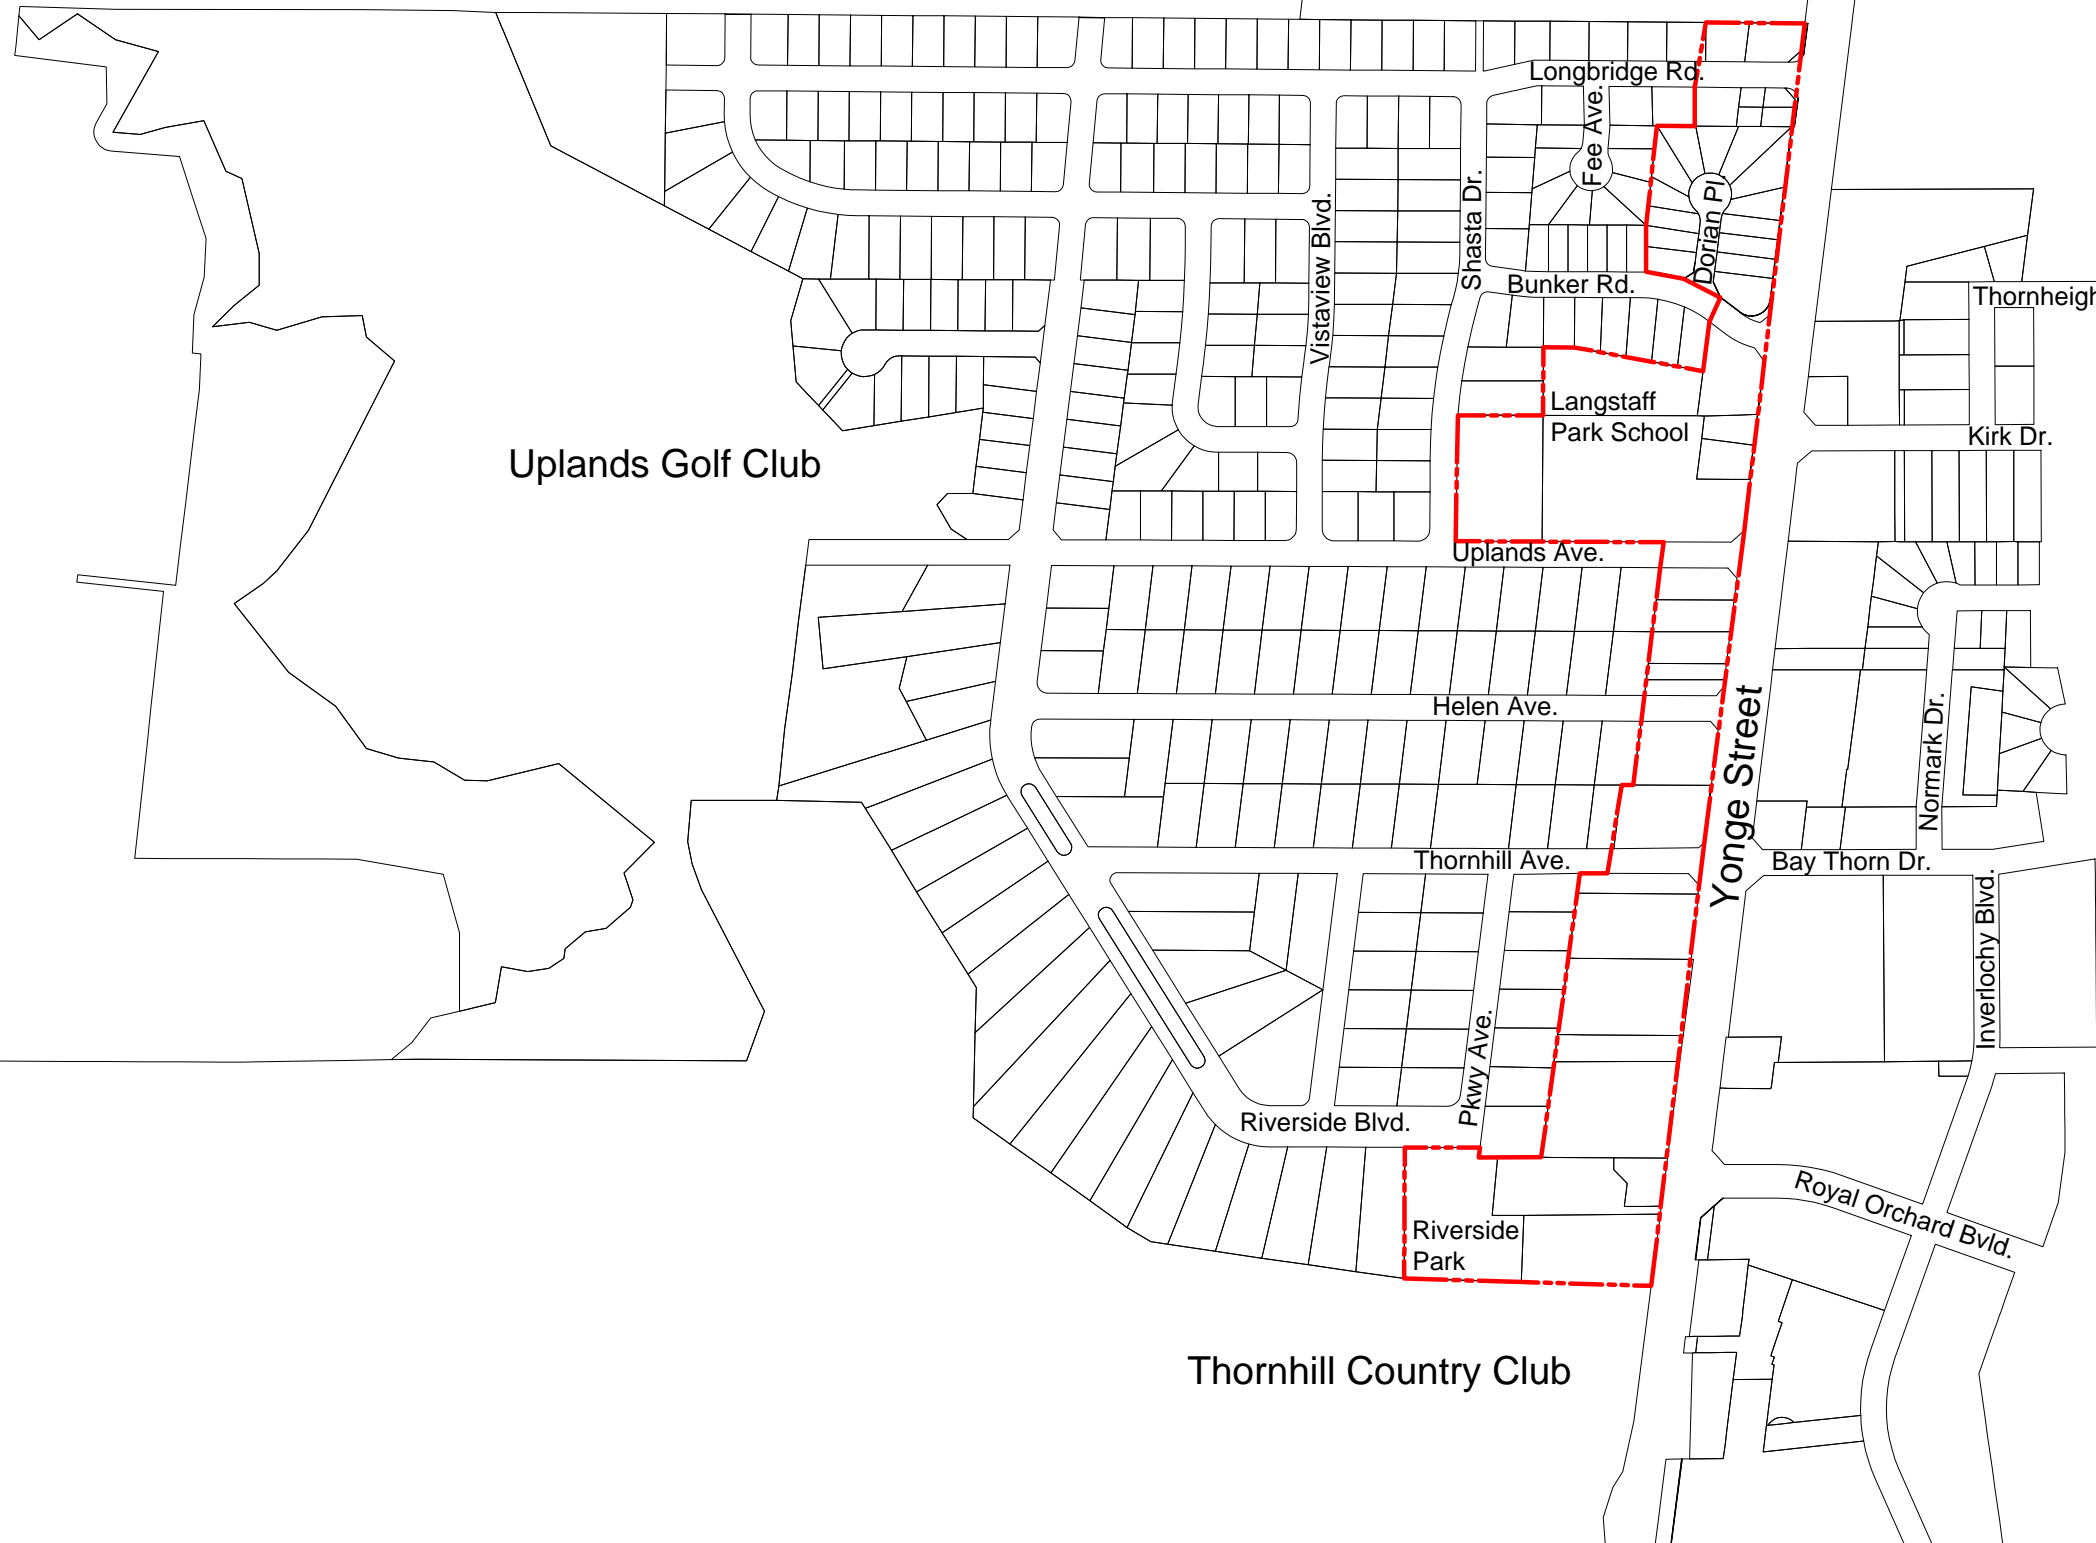 Longbridge Rd.
Fee Ave.
Dorian Pl.
Shasta Dr.
Vistaview Blvd.
Bunker Rd.
Thornheigh
Langstaff
Park School
Kirk Dr.
Uplands Golf Club
Uplands Ave.
Helen Ave.
Yonge Street
Normark Dr.
Thornhill Ave.
Bay Thorn Dr.
Inverlochy Blvd.
Pkwy Ave.
Riverside Blvd.
Royal Orchard Bvld.
Riverside
Park
Thornhill Country Club